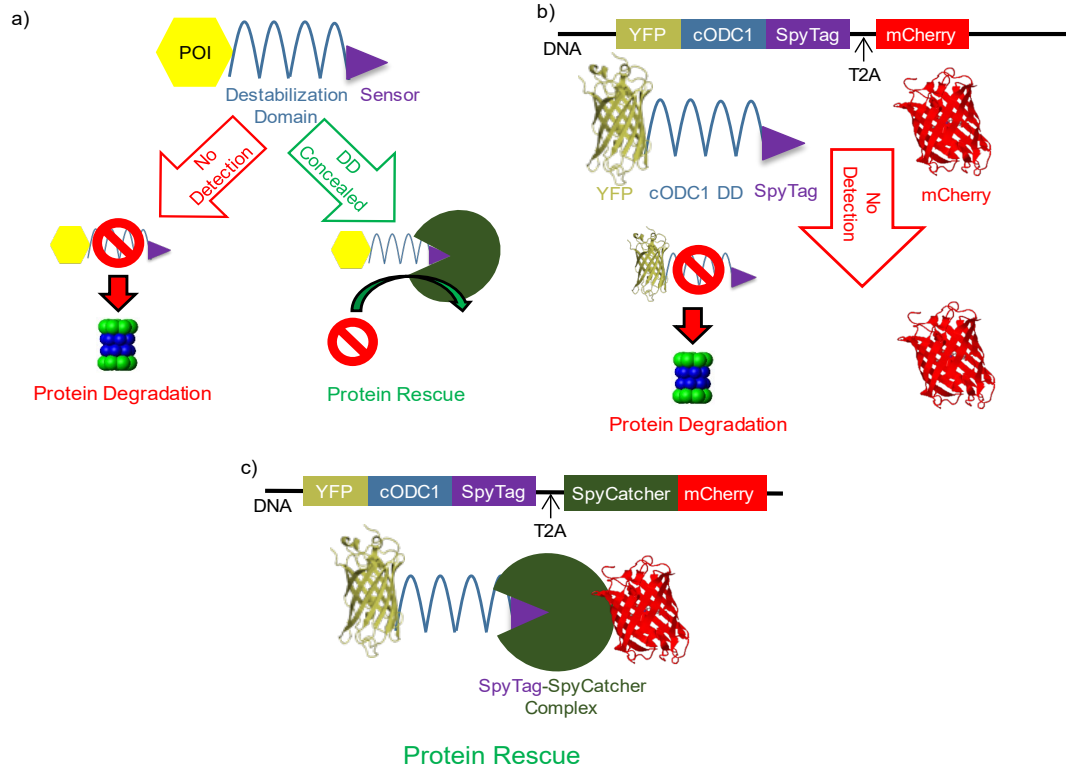 a)
POI
Destabilization
Domain
Sensor
No
Detection
DD
Concealed
Protein Degradation
Protein Rescue
b)
DNA
YFP
cODC1
SpyTag
mCherry
T2A
YFP
cODC1 DD
SpyTag
mCherry
No
Detection
Protein Degradation
c)
DNA
YFP
cODC1
SpyTag
SpyCatcher
mCherry
T2A
SpyTag-SpyCatcher
Complex
Protein Rescue